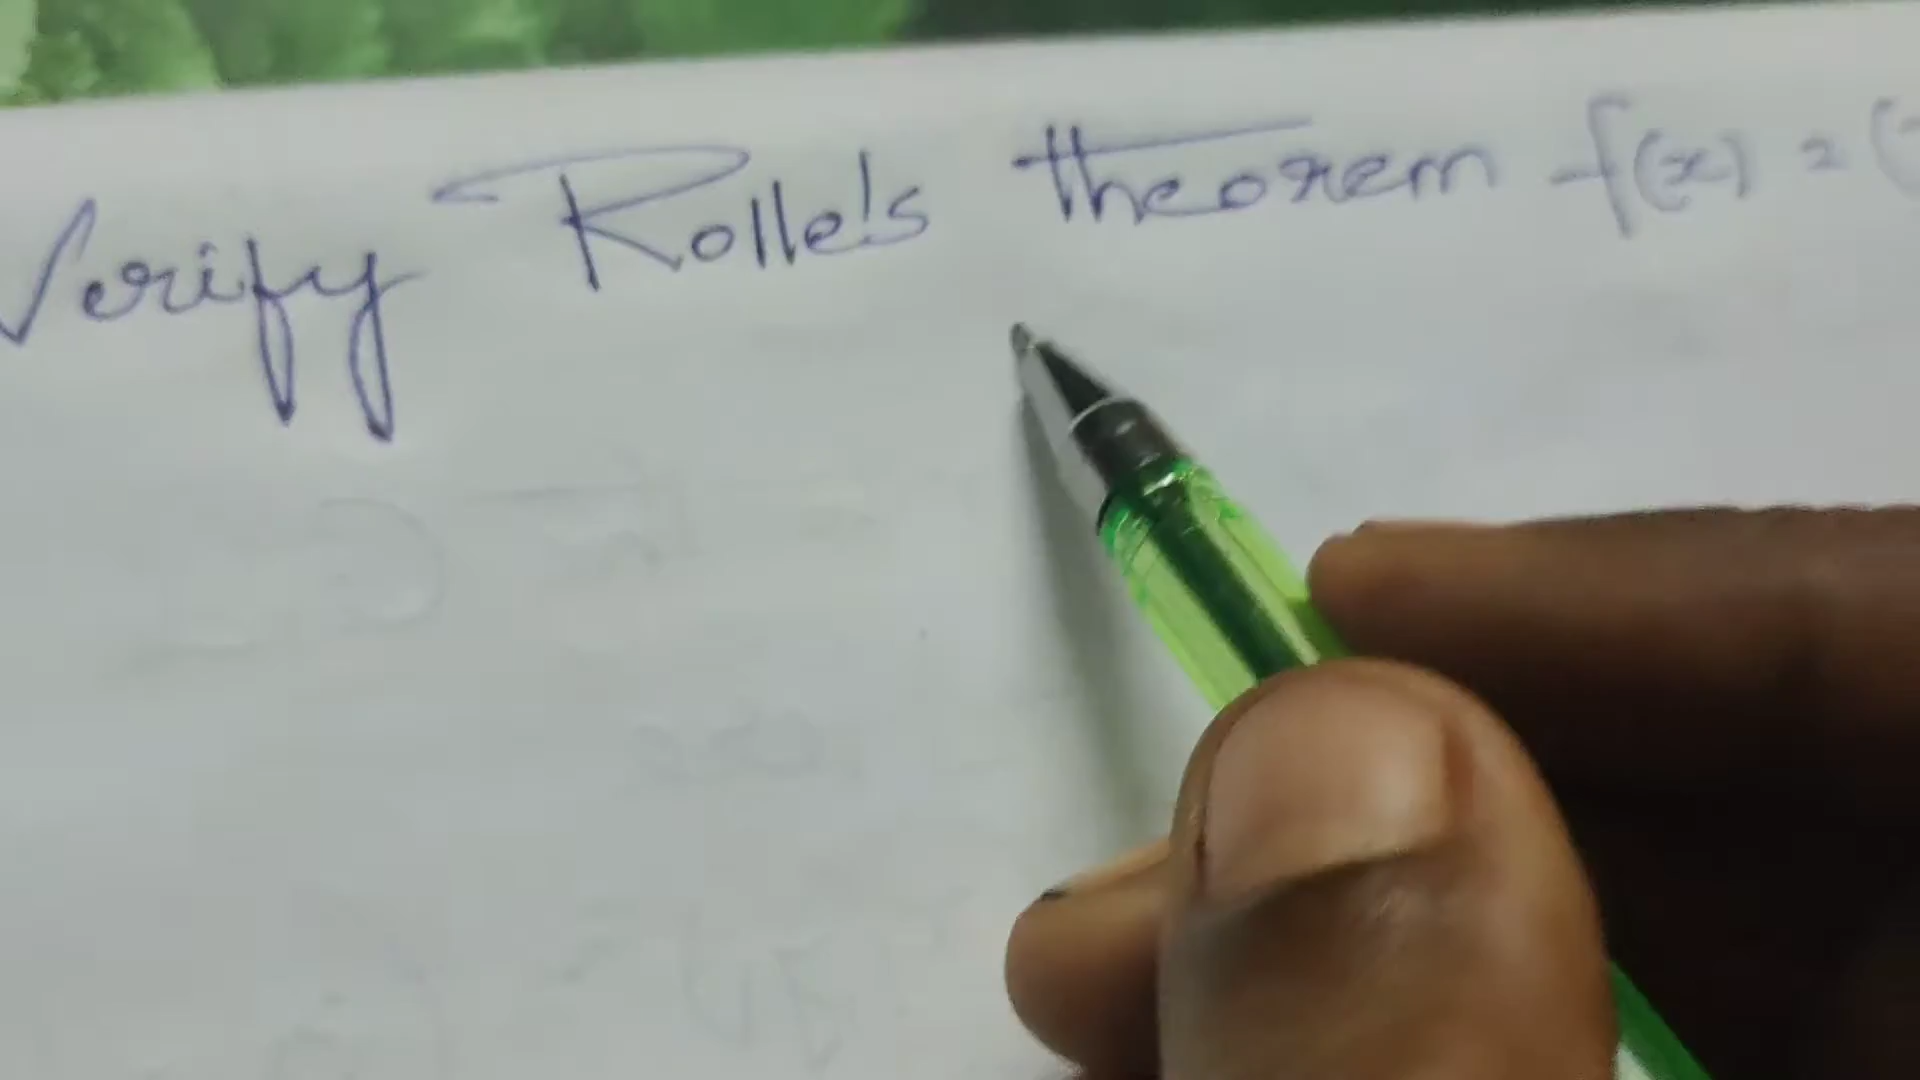 Verify Rolle's theorem f(x) = (